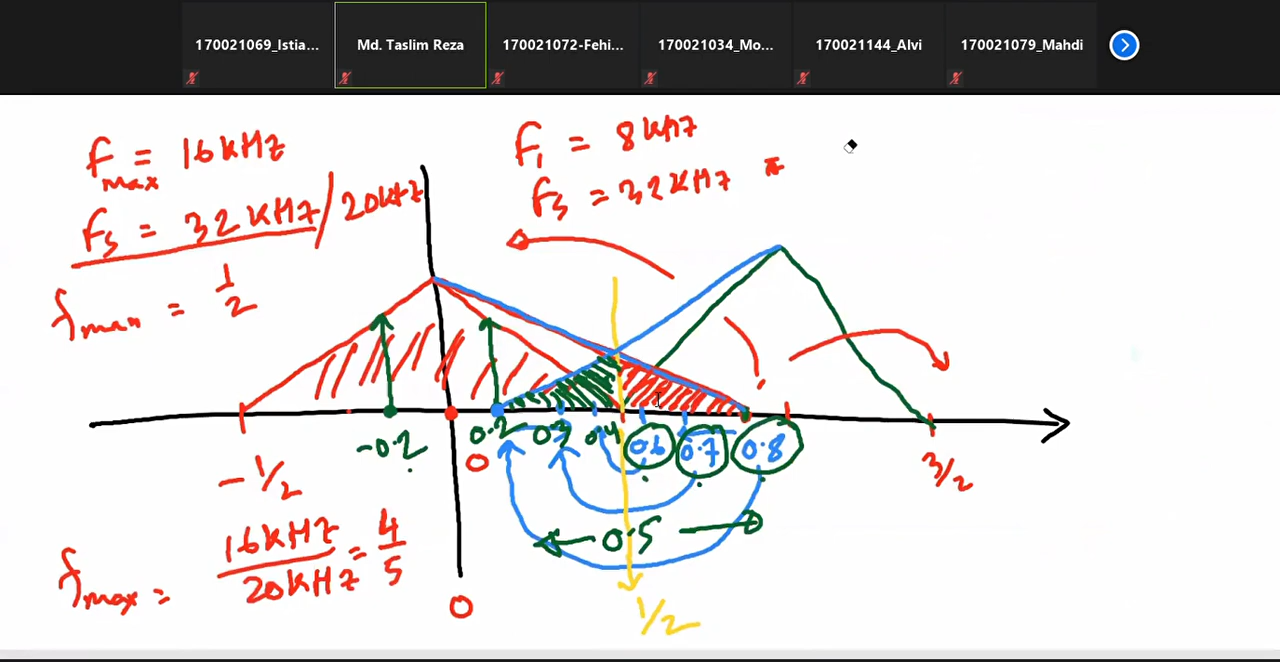 170021069_Istia...
Md. Taslim Reza
170021072-Fehi...
170021034_Mo...
170021144_Alvi
170021079_Mahdi
fmax = 16 kHz
fs = 32 kHz / 20kHz
fmax = 1/2
F1 = 8 kHz
fs = 32 kHz
-0.2
0.2
0.3
0.4
0.6
0.7
0.8
0
-1/2
3/2
0.5
fmax = 16 kHz / 20 kHz = 4/5
0
1/2